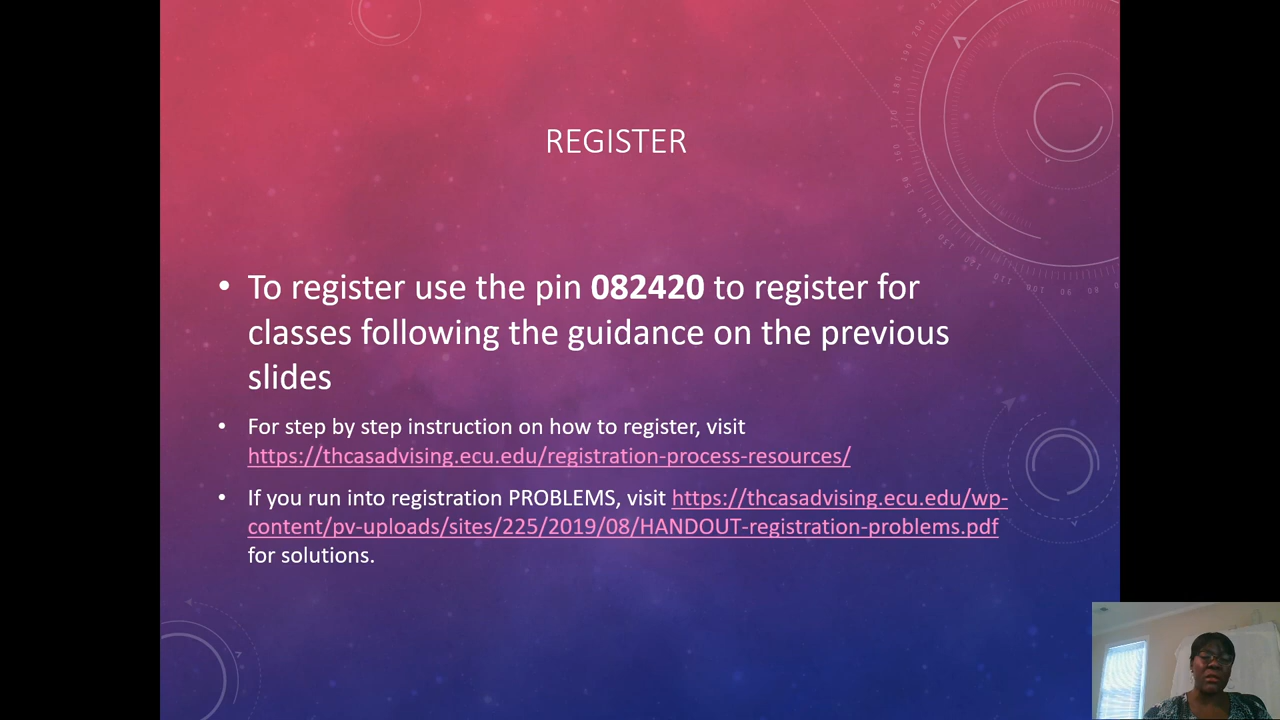 REGISTER
• To register use the pin 082420 to register for
classes following the guidance on the previous
slides
• For step by step instruction on how to register, visit
https://thcasadvising.ecu.edu/registration-process-resources/
• If you run into registration PROBLEMS, visit https://thcasadvising.ecu.edu/wp-
content/pv-uploads/sites/225/2019/08/HANDOUT-registration-problems.pdf
for solutions.